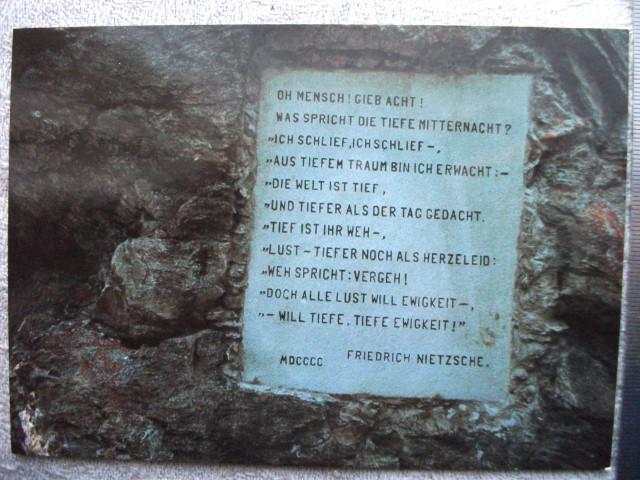 OH MENSCH! GIEB ACHT!
WAS SPRICHT DIE TIEFE MITTERNACHT?
„ICH SCHLIEF, ICH SCHLIEF –,
„AUS TIEFEM TRAUM BIN ICH ERWACHT: –
„DIE WELT IST TIEF,
„UND TIEFER ALS DER TAG GEDACHT.
„TIEF IST IHR WEH –,
„LUST – TIEFER NOCH ALS HERZELEID:
„WEH SPRICHT: VERGEH!
„DOCH ALLE LUST WILL EWIGKEIT –,
„– WILL TIEFE, TIEFE EWIGKEIT!"
MDCCCC FRIEDRICH NIETZSCHE.